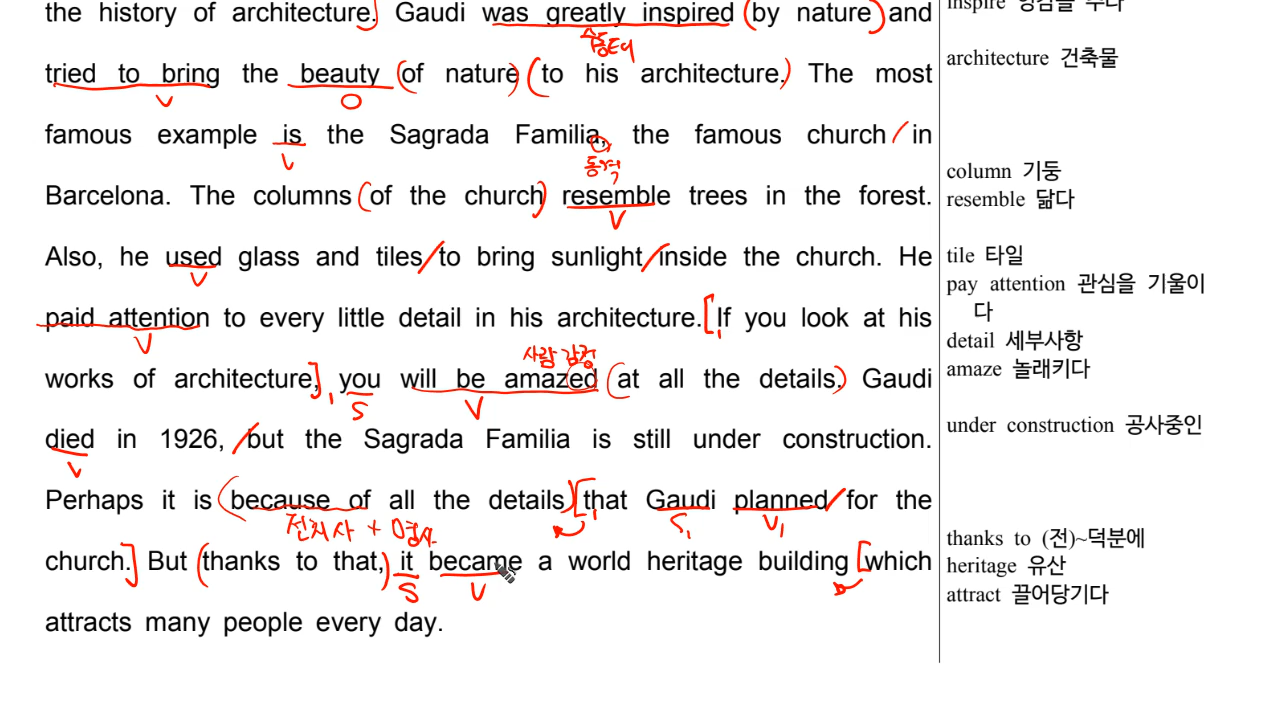 the history of architecture. Gaudi was greatly inspired (by nature) and
inspire 영감을 주다
수동태
tried to bring the beauty (of nature) (to his architecture.) The most
architecture 건축물
V O
famous example is the Sagrada Familia, the famous church / in
V 동격
column 기둥
Barcelona. The columns (of the church) resemble trees in the forest.
resemble 닮다
V
Also, he used glass and tiles / to bring sunlight / inside the church. He
tile 타일
V
pay attention 관심을 기울이
다
paid attention to every little detail in his architecture. [If you look at his
V
detail 세부사항
사람 감정
works of architecture,] you will be amazed (at all the details.) Gaudi
amaze 놀래키다
S V
died in 1926, / but the Sagrada Familia is still under construction.
under construction 공사중인
V
Perhaps it is (because of all the details) [that Gaudi planned / for the
전치사 + 명사 S1 V1
thanks to (전)~덕분에
church.] But (thanks to that,) it became a world heritage building [which
heritage 유산
S V
attract 끌어당기다
attracts many people every day.